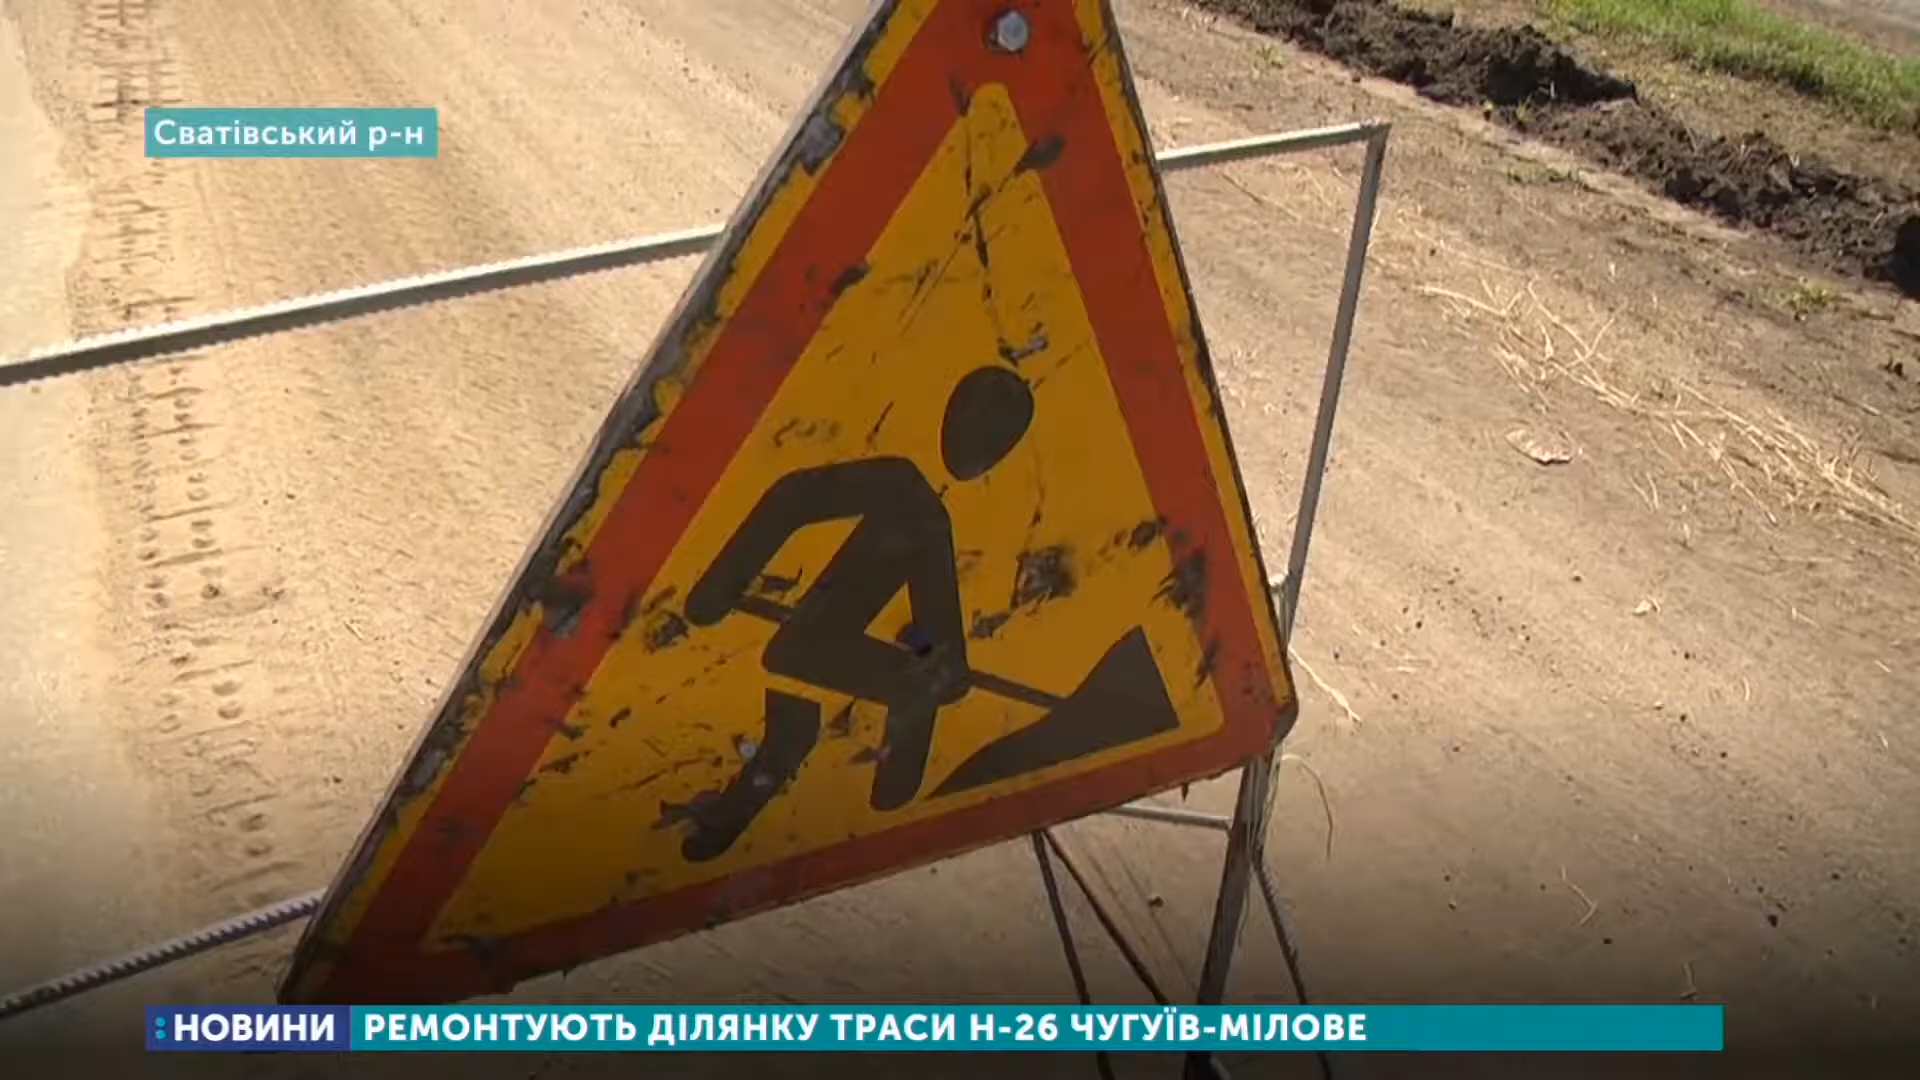 Сватівський р-н
:НОВИНИ РЕМОНТУЮТЬ ДІЛЯНКУ ТРАСИ Н-26 ЧУГУЇВ-МІЛОВЕ